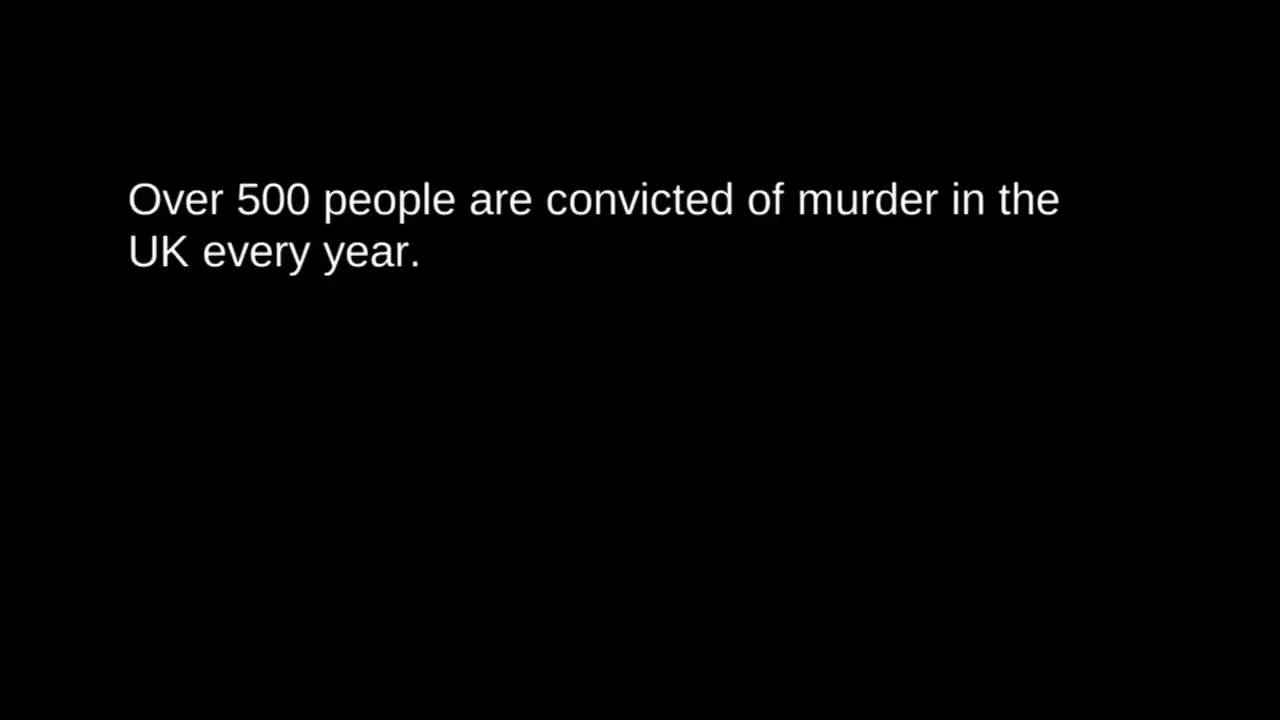 Over 500 people are convicted of murder in the
UK every year.